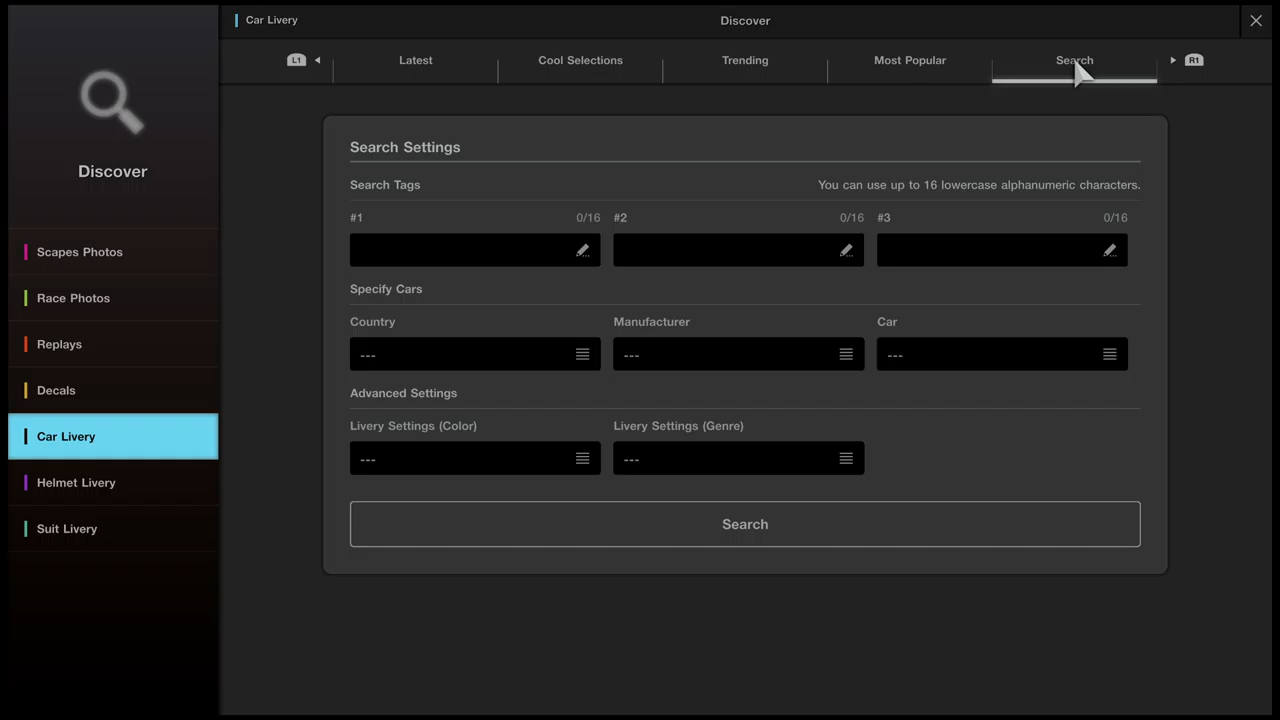 Car Livery
Discover
L1
Latest
Cool Selections
Trending
Most Popular
Search
R1
Discover
Scapes Photos
Race Photos
Replays
Decals
Car Livery
Helmet Livery
Suit Livery
Search Settings
Search Tags
You can use up to 16 lowercase alphanumeric characters.
#1 0/16 #2 0/16 #3 0/16
Specify Cars
Country Manufacturer Car
--- --- ---
Advanced Settings
Livery Settings (Color) Livery Settings (Genre)
--- ---
Search